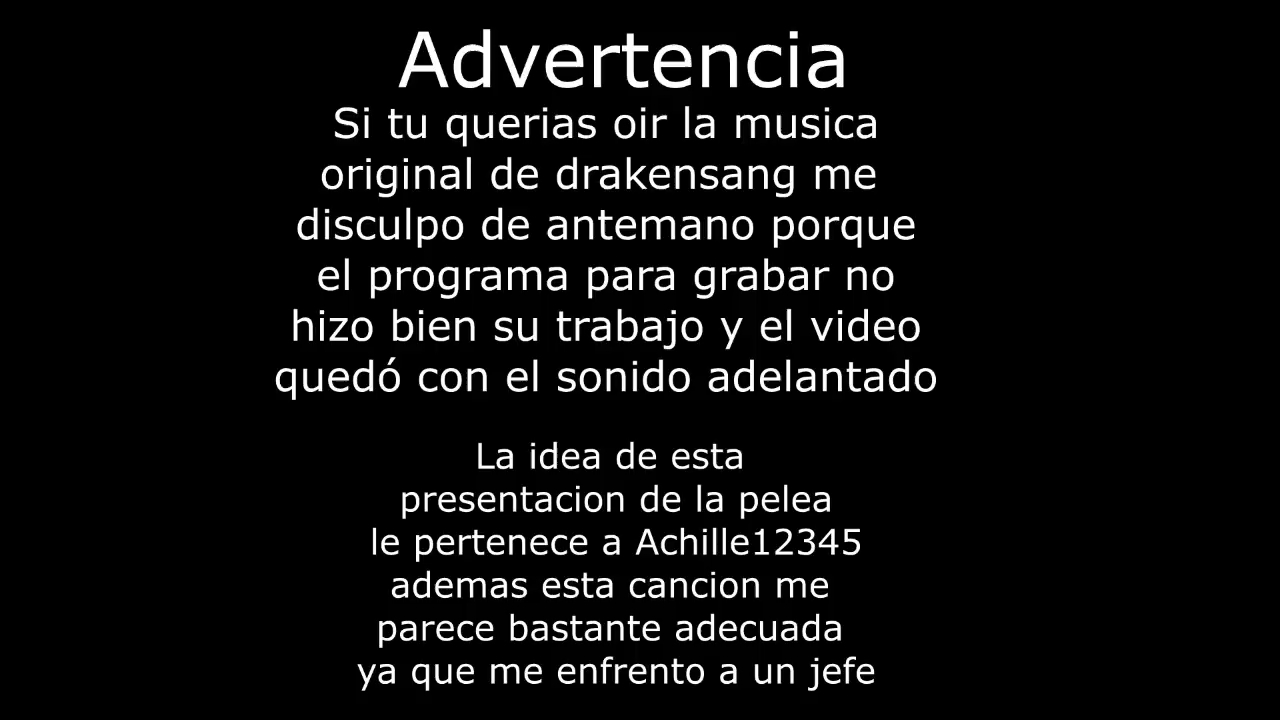 Advertencia
Si tu querias oir la musica
original de drakensang me
disculpo de antemano porque
el programa para grabar no
hizo bien su trabajo y el video
quedó con el sonido adelantado
La idea de esta
presentacion de la pelea
le pertenece a Achille12345
ademas esta cancion me
parece bastante adecuada
ya que me enfrento a un jefe